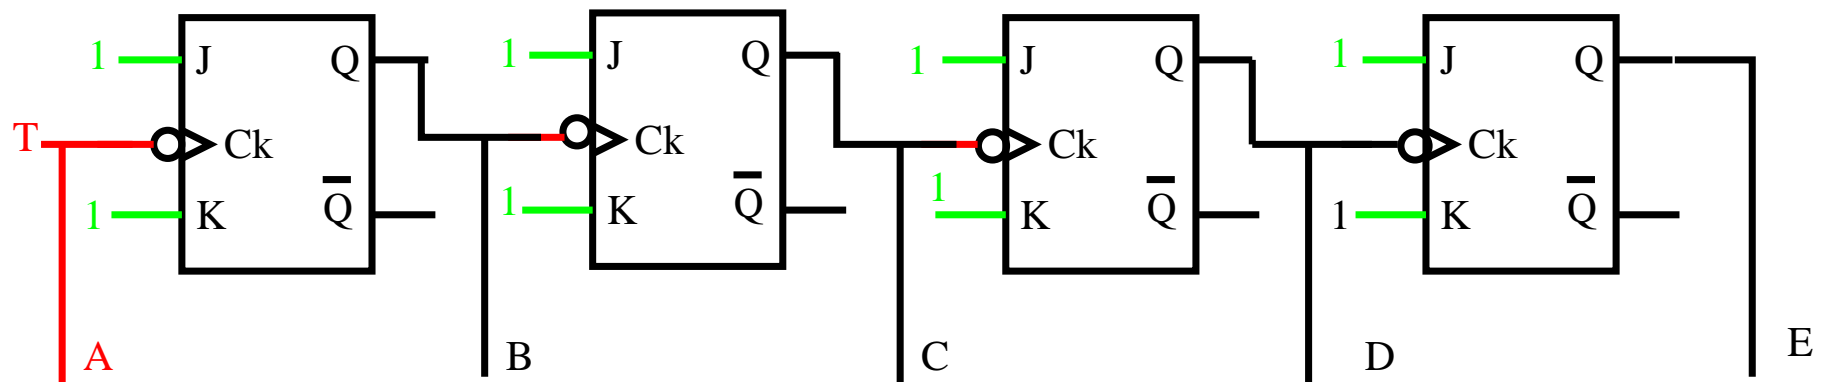 1 J Q 1 J Q 1 J Q 1 J Q
T Ck Ck Ck Ck
1 K Q̅ 1 K Q̅ 1 K Q̅ 1 K Q̅
A B C D E